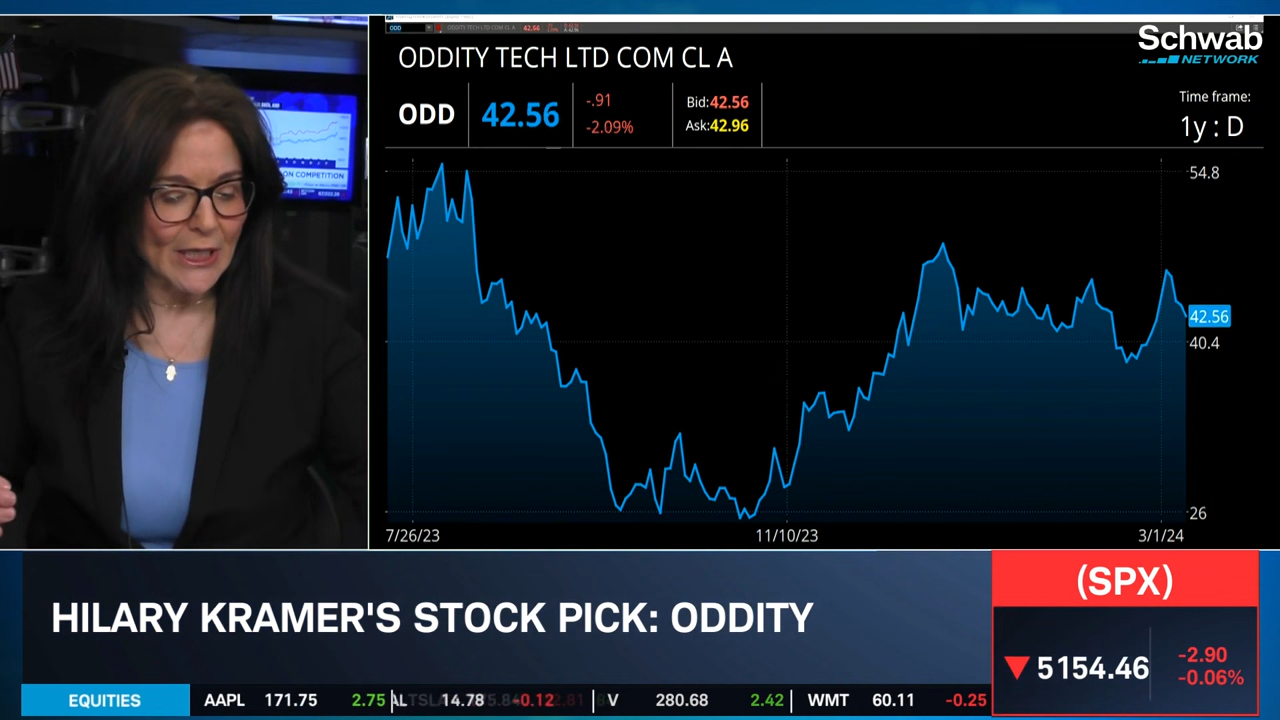 Schwab
NETWORK
ODDITY TECH LTD COM CL A
ODD
42.56
-.91
-2.09%
Bid:42.56
Ask:42.96
Time frame:
1y : D
54.8
42.56
40.4
26
7/26/23
11/10/23
3/1/24
ON COMPETITION
HILARY KRAMER'S STOCK PICK: ODDITY
(SPX)
5154.46
-2.90
-0.06%
EQUITIES
AAPL 171.75 2.75 14.78 -0.12 V 280.68 2.42 WMT 60.11 -0.25